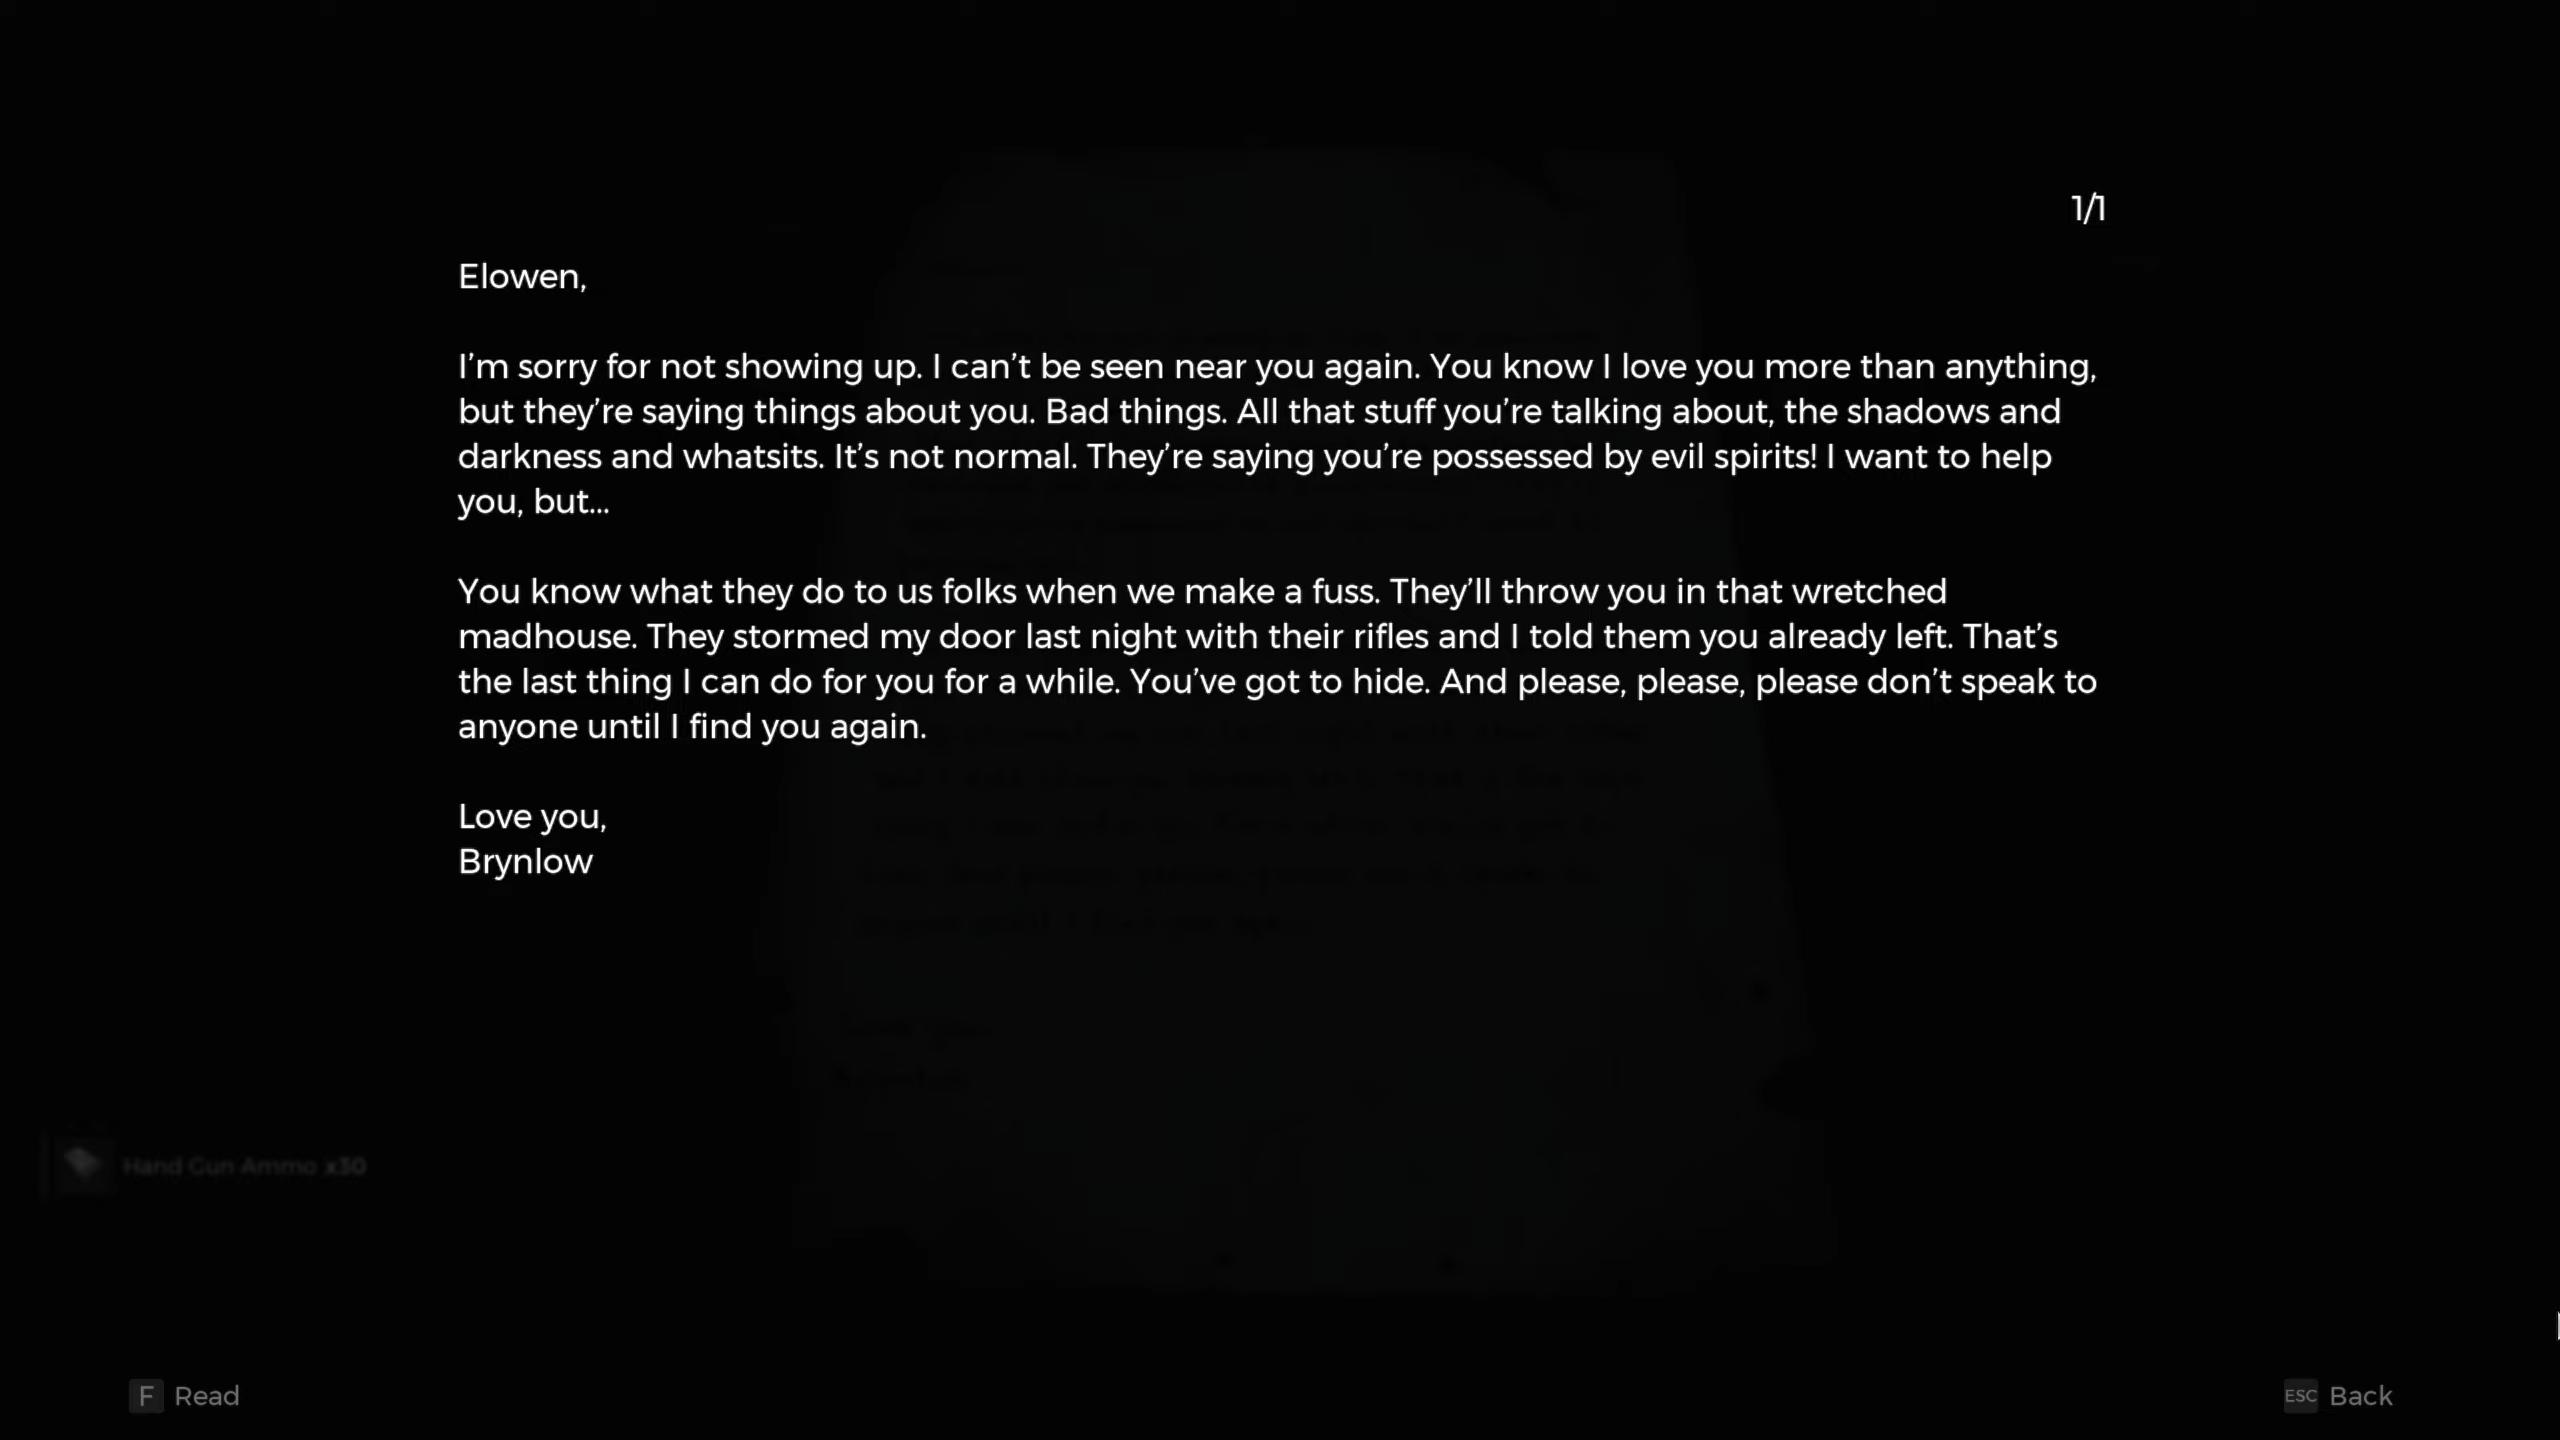 1/1
Elowen,
I’m sorry for not showing up. I can’t be seen near you again. You know I love you more than anything,
but they’re saying things about you. Bad things. All that stuff you’re talking about, the shadows and
darkness and whatsits. It’s not normal. They’re saying you’re possessed by evil spirits! I want to help
you, but...
You know what they do to us folks when we make a fuss. They’ll throw you in that wretched
madhouse. They stormed my door last night with their rifles and I told them you already left. That’s
the last thing I can do for you for a while. You’ve got to hide. And please, please, please don’t speak to
anyone until I find you again.
Love you,
Brynlow
Hand Gun Ammo x30
F Read
ESC Back